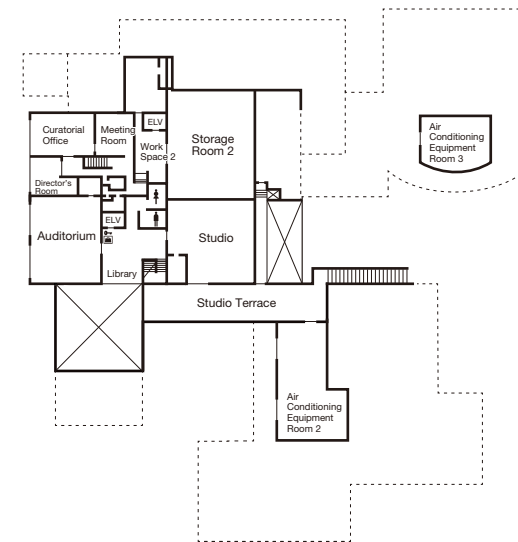 ELV
Curatorial
Office
Meeting
Room
Work
Space 2
Storage
Room 2
Air
Conditioning
Equipment
Room 3
Director's
Room
ELV
Auditorium
Studio
Library
Studio Terrace
Air
Conditioning
Equipment
Room 2